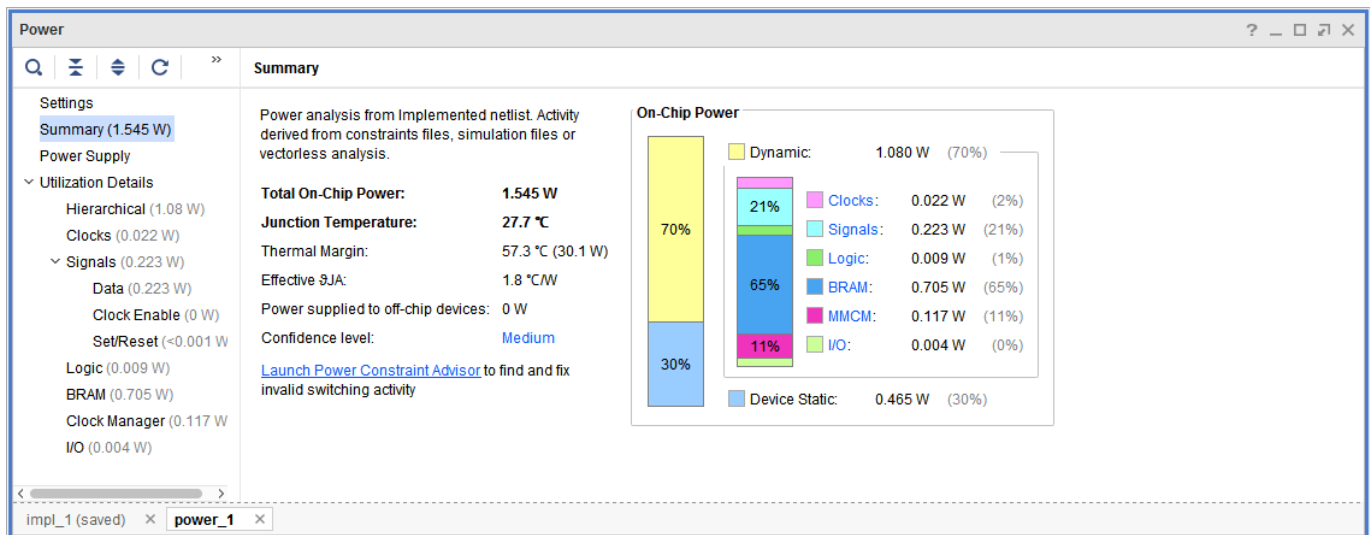 Power
Summary
Settings
Summary (1.545 W)
Power Supply
Utilization Details
Hierarchical (1.08 W)
Clocks (0.022 W)
Signals (0.223 W)
Data (0.223 W)
Clock Enable (0 W)
Set/Reset (<0.001 W
Logic (0.009 W)
BRAM (0.705 W)
Clock Manager (0.117 W
I/O (0.004 W)
Power analysis from Implemented netlist. Activity
derived from constraints files, simulation files or
vectorless analysis.
Total On-Chip Power: 1.545 W
Junction Temperature: 27.7 °C
Thermal Margin: 57.3 °C (30.1 W)
Effective ϑJA: 1.8 °C/W
Power supplied to off-chip devices: 0 W
Confidence level: Medium
Launch Power Constraint Advisor to find and fix
invalid switching activity
On-Chip Power
70%
30%
Dynamic: 1.080 W (70%)
21%
65%
11%
Clocks: 0.022 W (2%)
Signals: 0.223 W (21%)
Logic: 0.009 W (1%)
BRAM: 0.705 W (65%)
MMCM: 0.117 W (11%)
I/O: 0.004 W (0%)
Device Static: 0.465 W (30%)
impl_1 (saved)
power_1